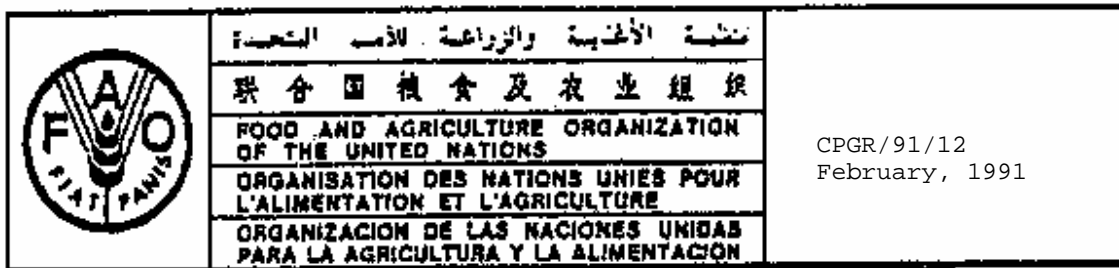 FAO
FIAT PANIS
منظمة الأغذية والزراعة للأمم المتحدة
联合国粮食及农业组织
FOOD AND AGRICULTURE ORGANIZATION
OF THE UNITED NATIONS
ORGANISATION DES NATIONS UNIES POUR
L'ALIMENTATION ET L'AGRICULTURE
ORGANIZACION DE LAS NACIONES UNIDAS
PARA LA AGRICULTURA Y LA ALIMENTACION
CPGR/91/12
February, 1991